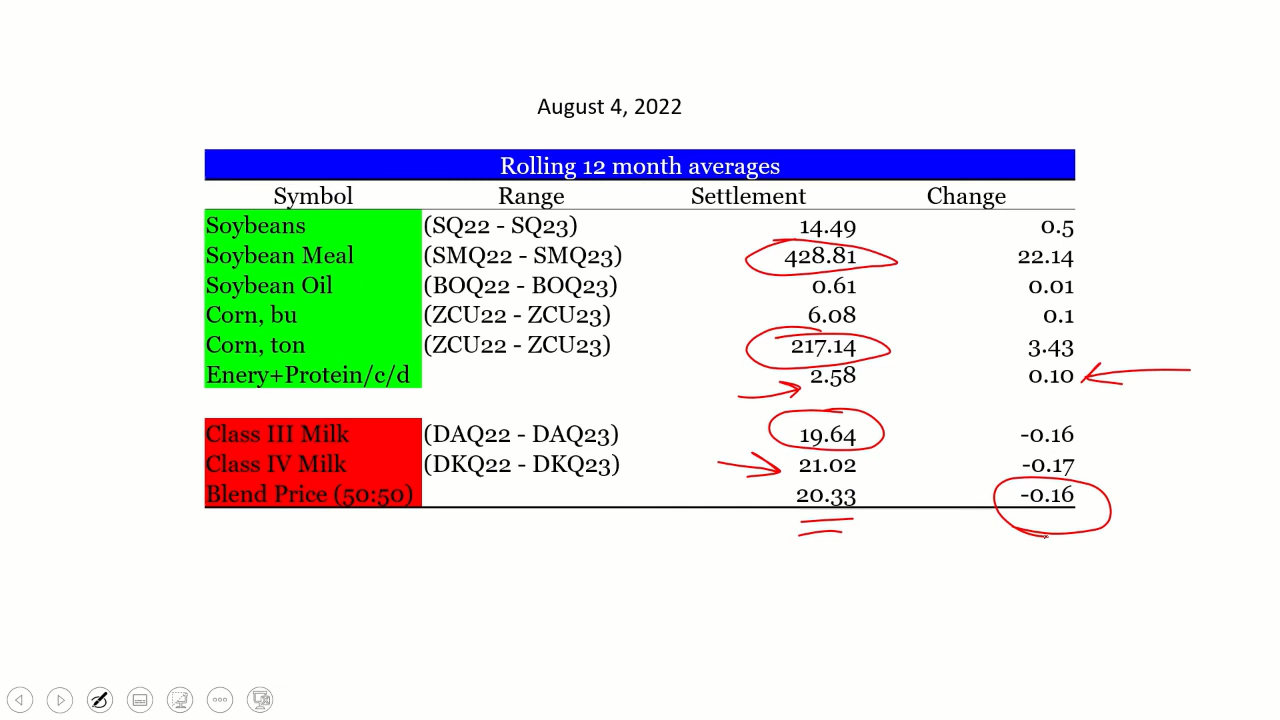 August 4, 2022
Rolling 12 month averages
Symbol Range Settlement Change
Soybeans (SQ22 - SQ23) 14.49 0.5
Soybean Meal (SMQ22 - SMQ23) 428.81 22.14
Soybean Oil (BOQ22 - BOQ23) 0.61 0.01
Corn, bu (ZCU22 - ZCU23) 6.08 0.1
Corn, ton (ZCU22 - ZCU23) 217.14 3.43
Enery+Protein/c/d 2.58 0.10
Class III Milk (DAQ22 - DAQ23) 19.64 -0.16
Class IV Milk (DKQ22 - DKQ23) 21.02 -0.17
Blend Price (50:50) 20.33 -0.16